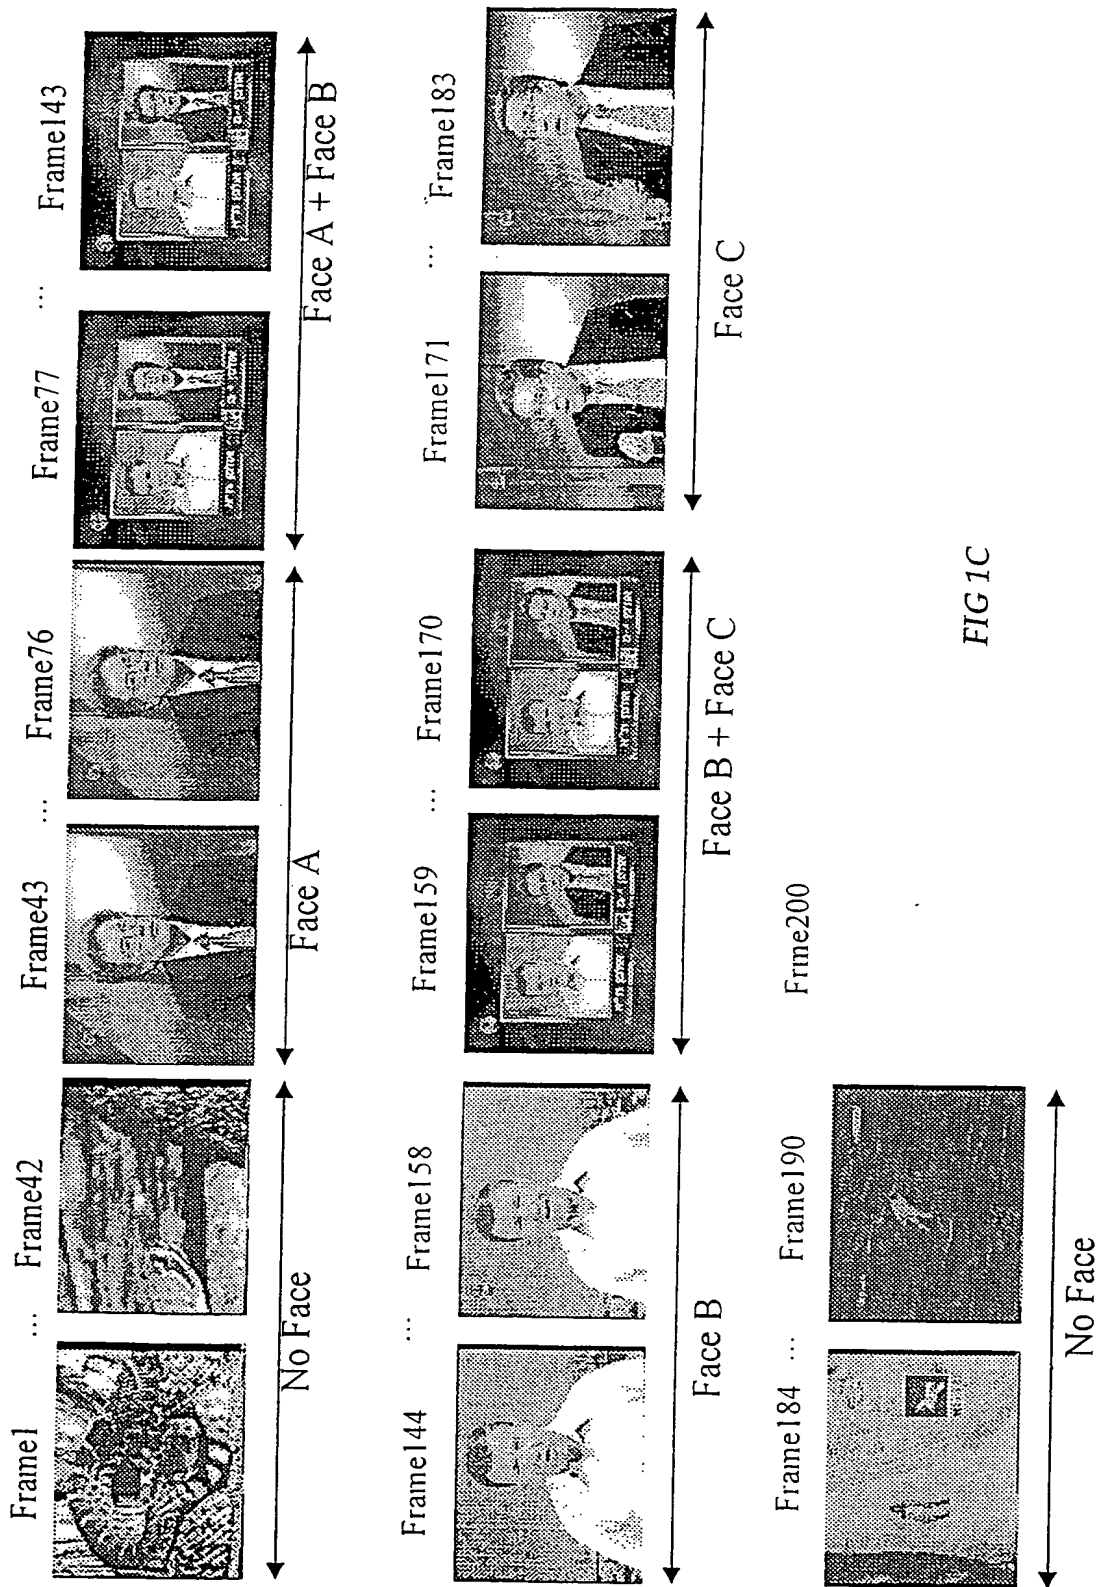 Frame1 ... Frame42 Frame43 ... Frame76 Frame77 ... Frame143
No Face Face A Face A + Face B
Frame144 ... Frame158 Frame159 ... Frame170 Frame171 ... Frame183
Face B Face B + Face C Face C
Frame184 ... Frame190 Frme200
No Face
FIG 1C